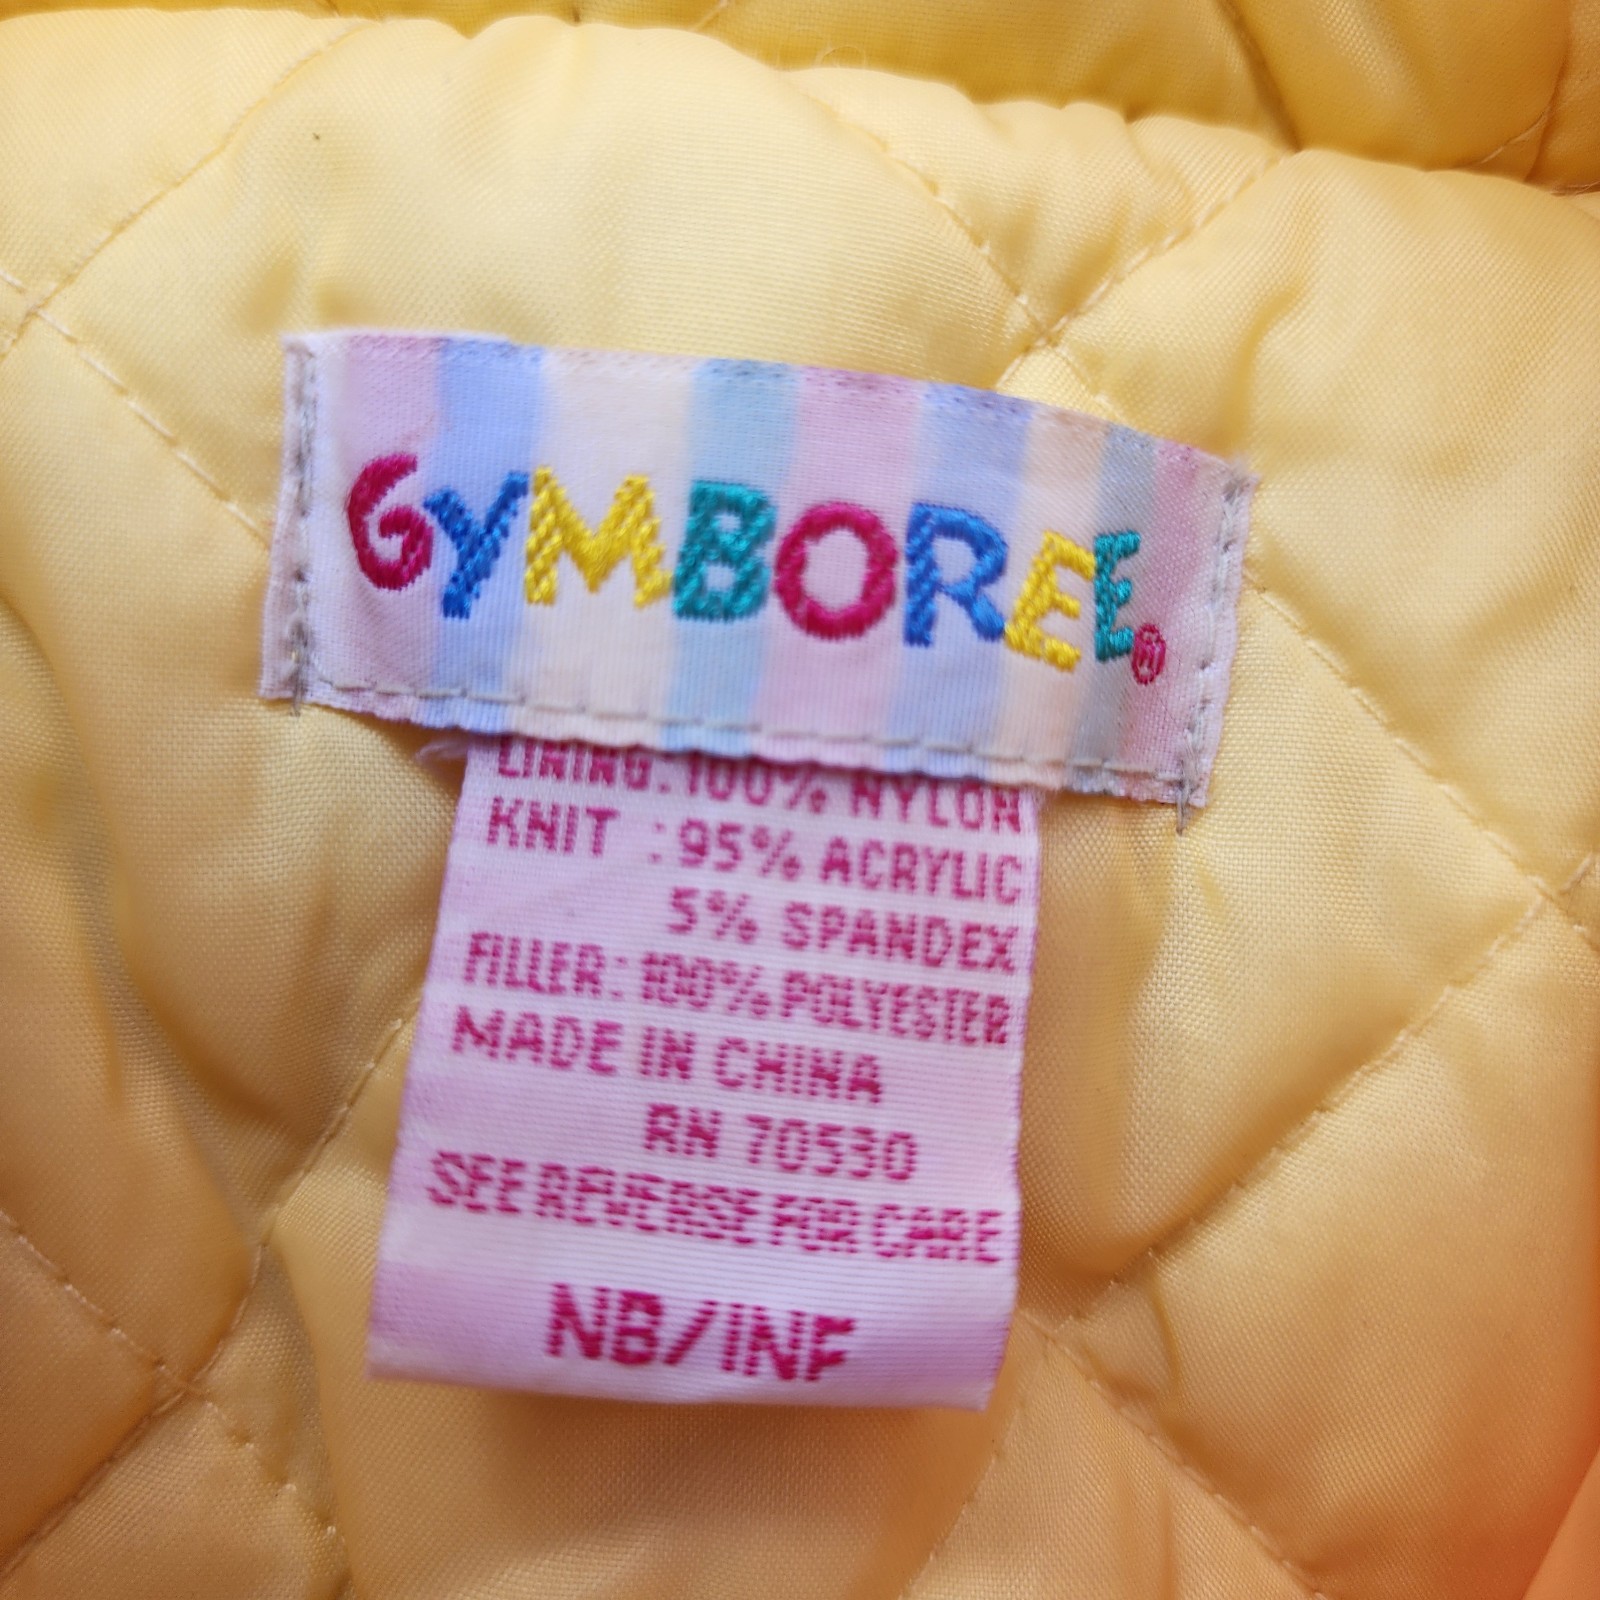 GYMBOREE®
LINING: 100% NYLON
KNIT : 95% ACRYLIC
5% SPANDEX
FILLER: 100% POLYESTER
MADE IN CHINA
RN 70530
SEE REVERSE FOR CARE
NB/INF